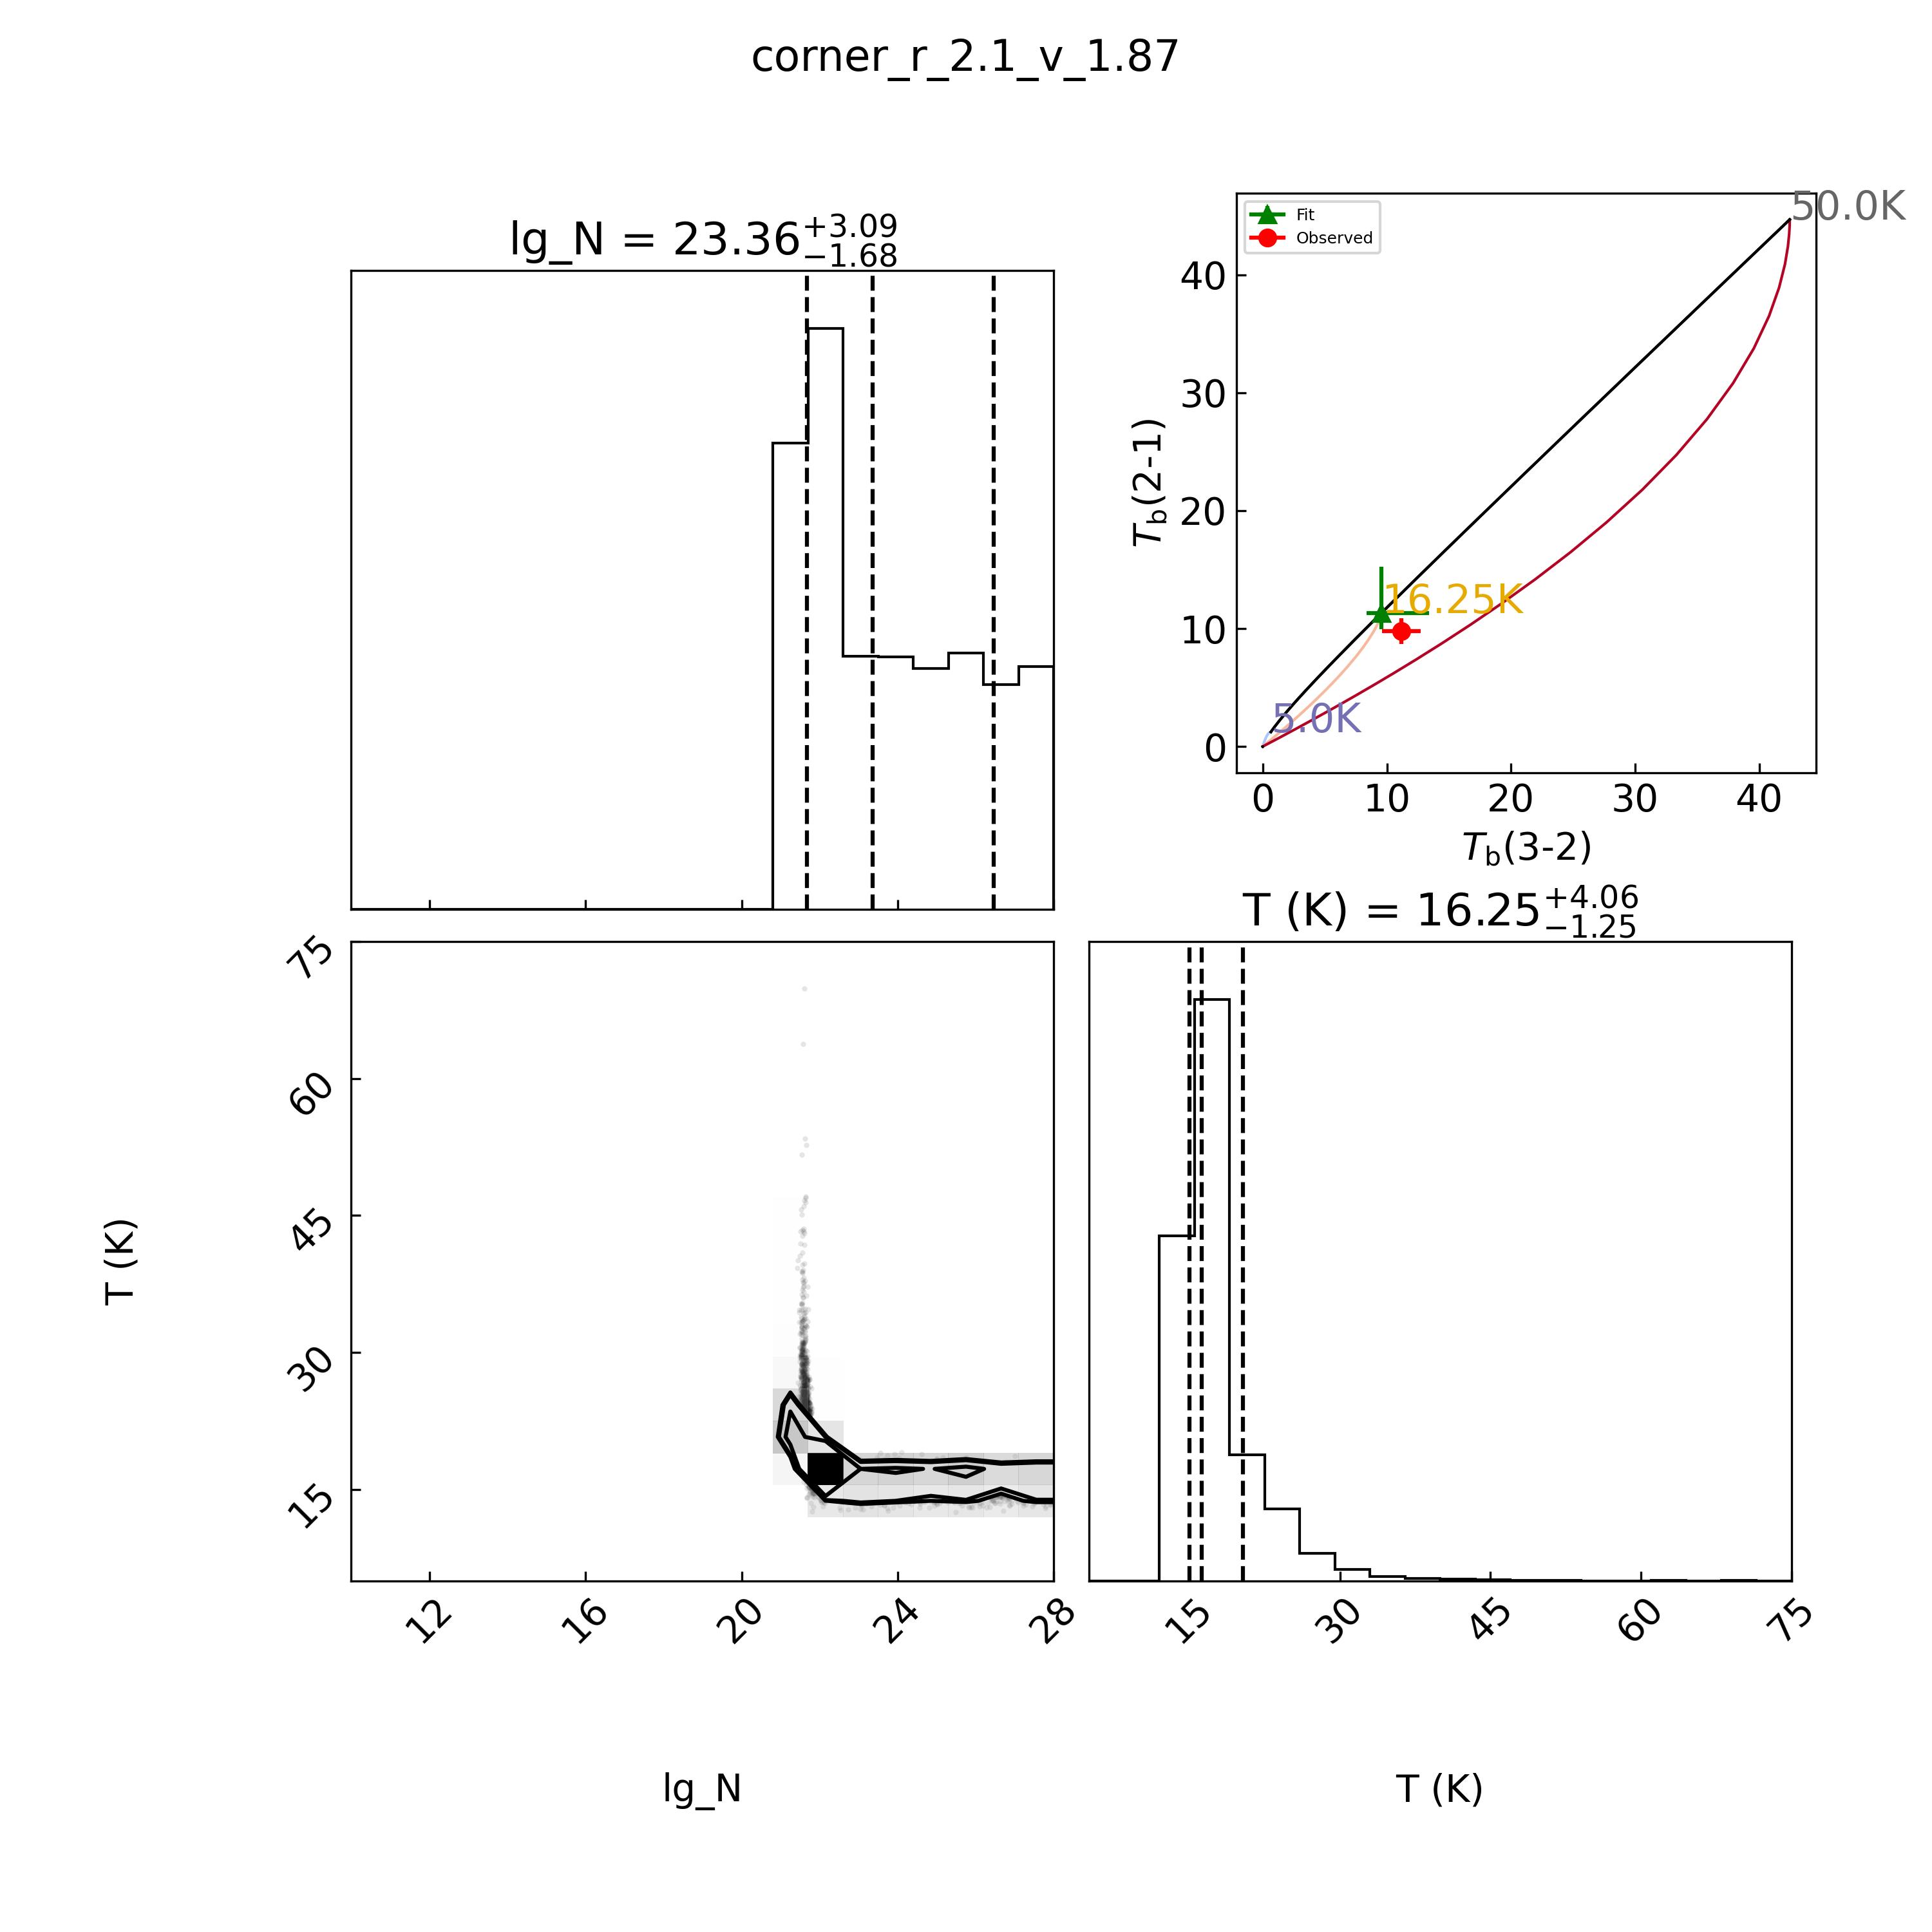 corner_r_2.1_v_1.87
lg_N = 23.36+3.09 −1.68
50.0K
Fit
Observed
40
30
20
10
0
Tb(2-1)
16.25K
5.0K
0 10 20 30 40
Tb(3-2)
T (K) = 16.25+4.06 −1.25
75
60
45
30
15
T (K)
12 16 20 24 28
15 30 45 60 75
lg_N
T (K)